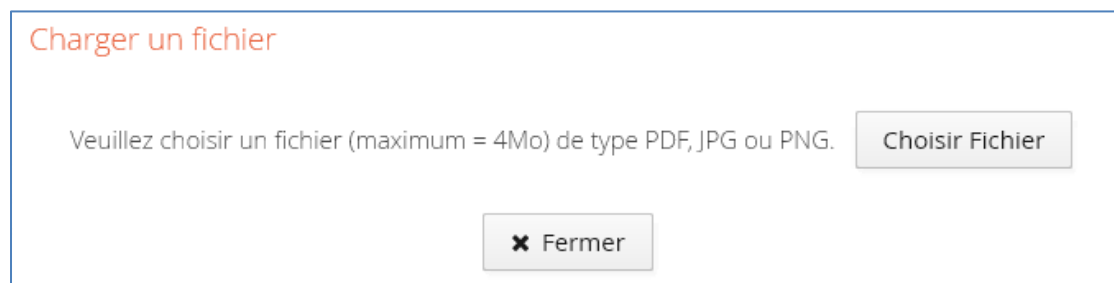 Charger un fichier
Veuillez choisir un fichier (maximum = 4Mo) de type PDF, JPG ou PNG. Choisir Fichier
✖ Fermer